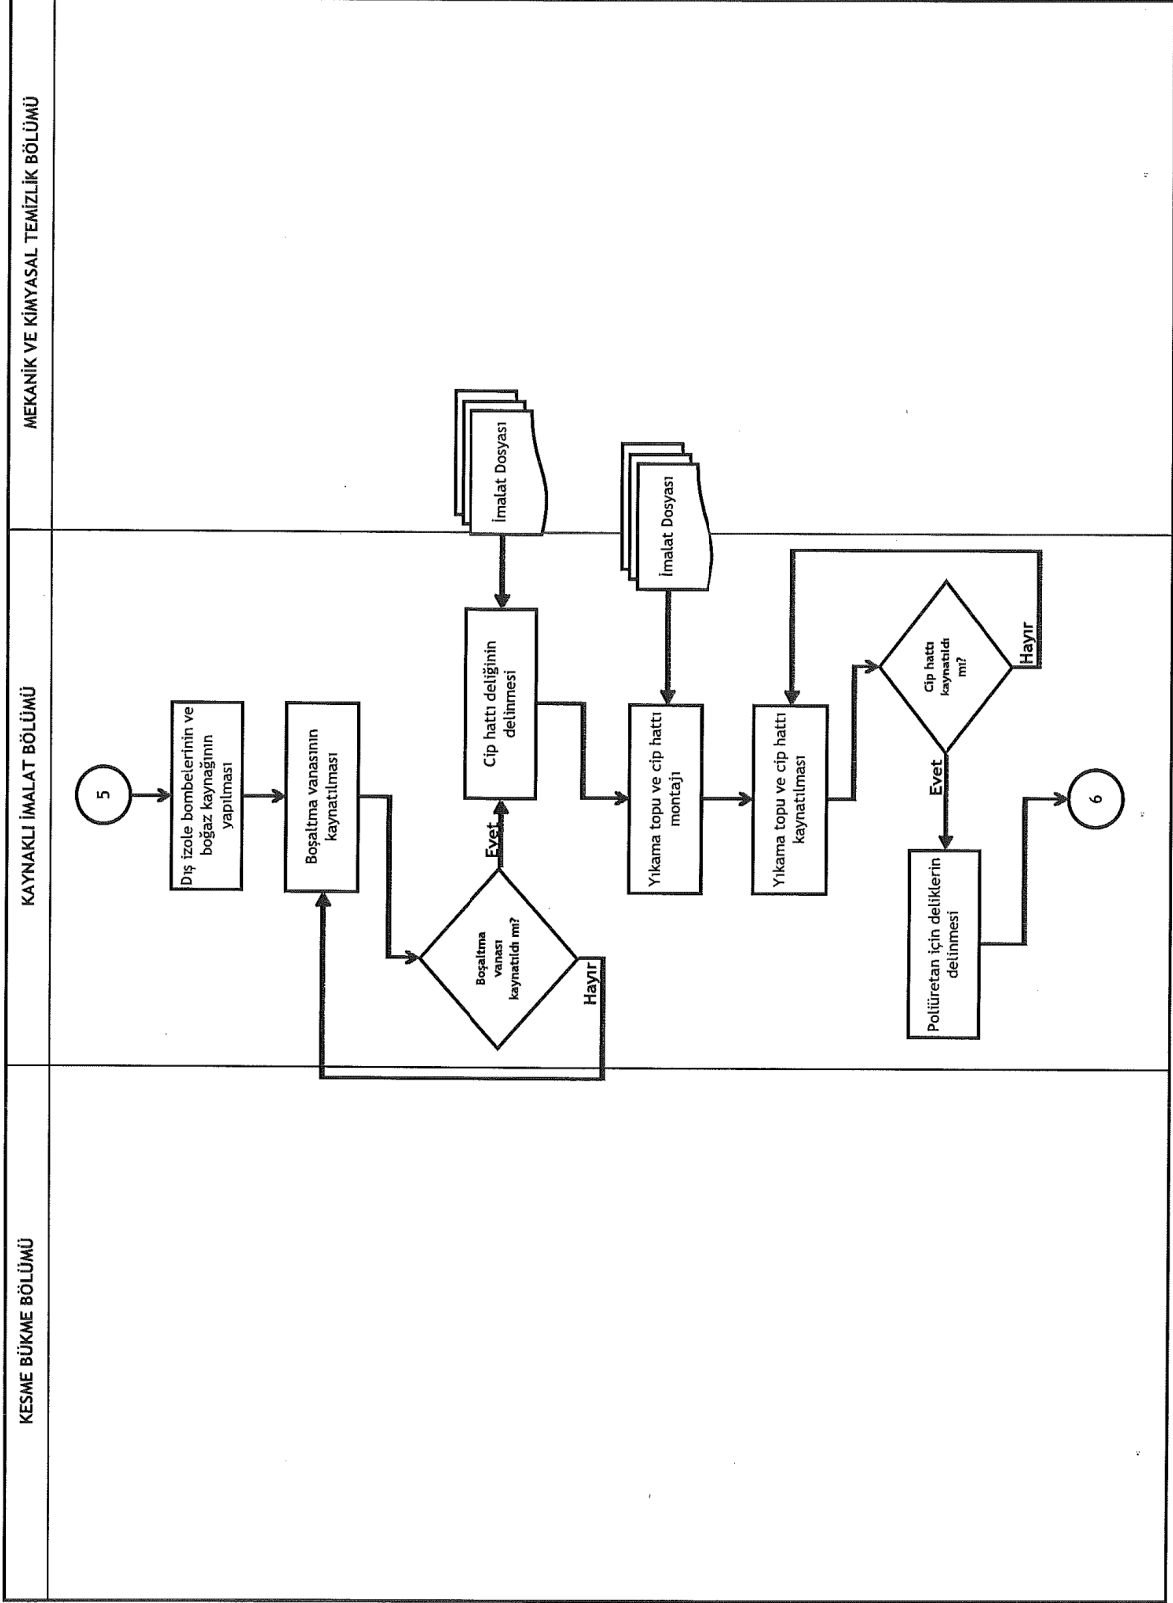 KESME BÜKME BÖLÜMÜ
KAYNAKLI İMALAT BÖLÜMÜ
MEKANİK VE KİMYASAL TEMİZLİK BÖLÜMÜ
5
Dış izole bombelerinin ve
boğaz kaynağının
yapılması
Boşaltma vanasının
kaynatılması
Boşaltma
vanası
kaynatıldı mı?
Evet
Hayır
Cip hattı deliğinin
delinmesi
İmalat Dosyası
Yıkama topu ve cip hattı
montajı
İmalat Dosyası
Yıkama topu ve cip hattı
kaynatılması
Cip hattı
kaynatıldı
mı?
Hayır
Evet
Poliüretan için deliklerin
delinmesi
6